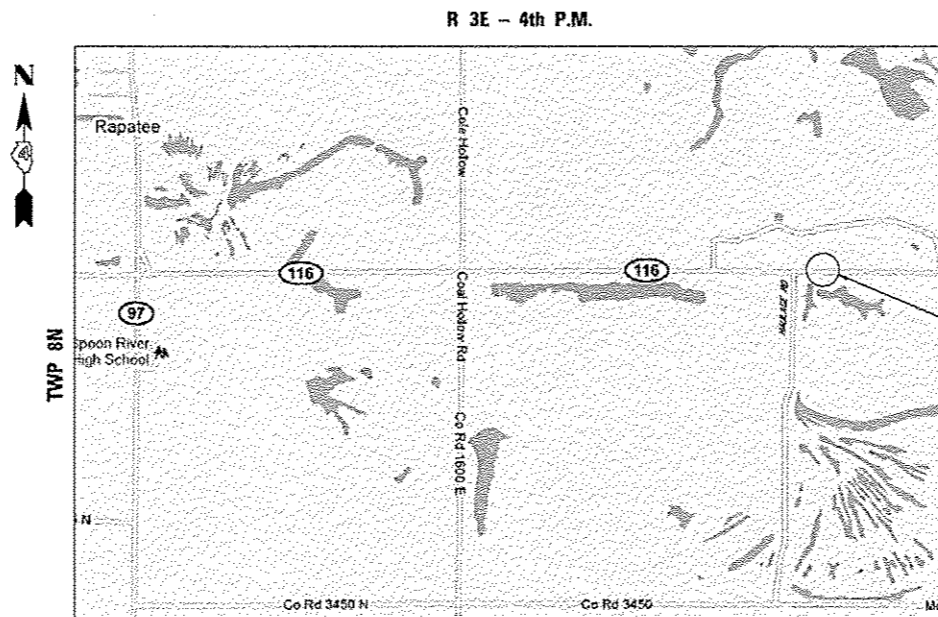 R 3E – 4th P.M.
N
4
Rapatee
Cole Hollow
116
116
97
Coal Hollow Rd
TWP 8N
Spoon River
High School
Co Rd 1600 E
N
Co Rd 3450 N
Co Rd 3450